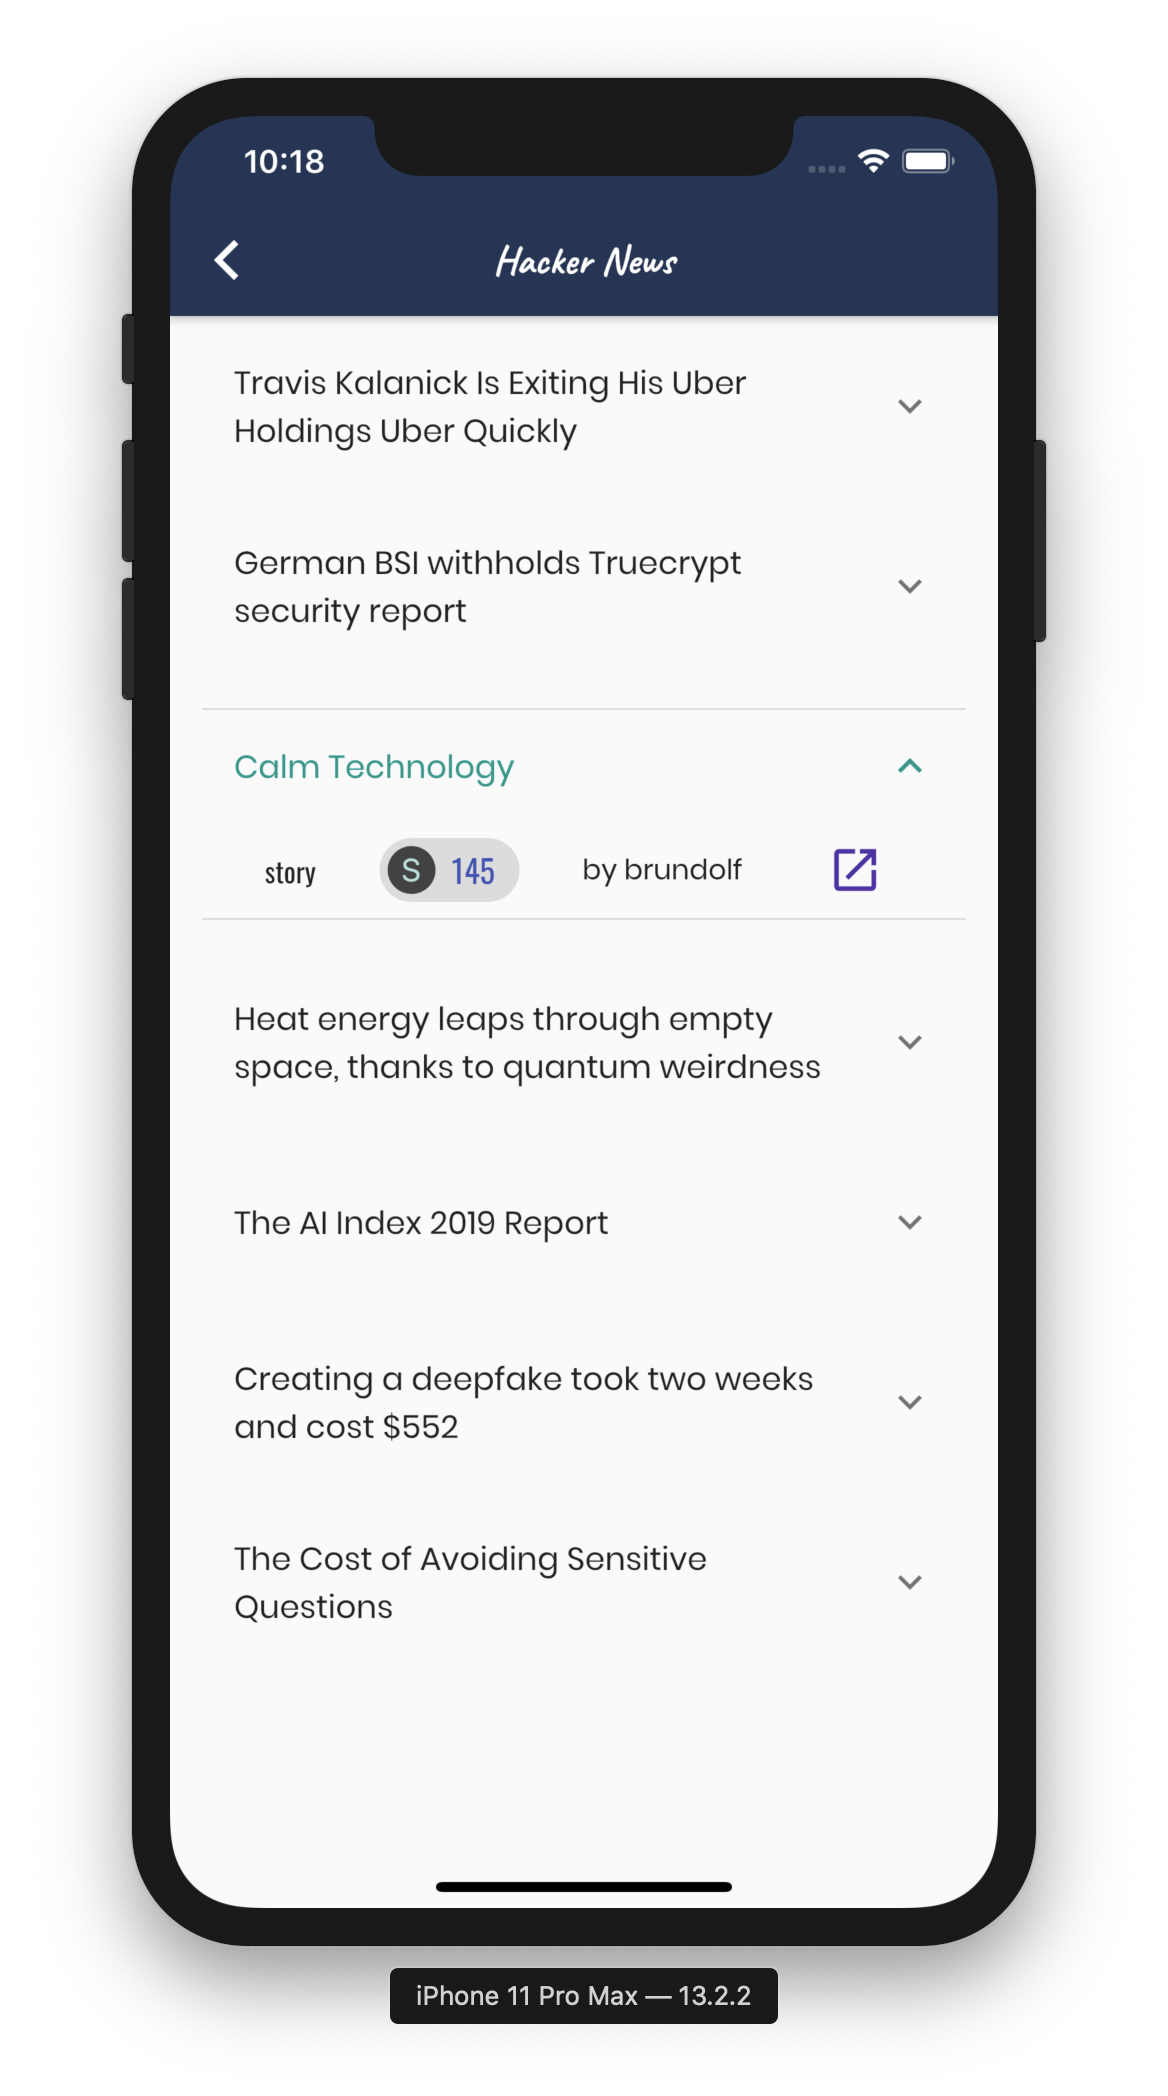 10:18
Hacker News
Travis Kalanick Is Exiting His Uber
Holdings Uber Quickly
German BSI withholds Truecrypt
security report
Calm Technology
story S 145 by brundolf
Heat energy leaps through empty
space, thanks to quantum weirdness
The AI Index 2019 Report
Creating a deepfake took two weeks
and cost $552
The Cost of Avoiding Sensitive
Questions
iPhone 11 Pro Max — 13.2.2